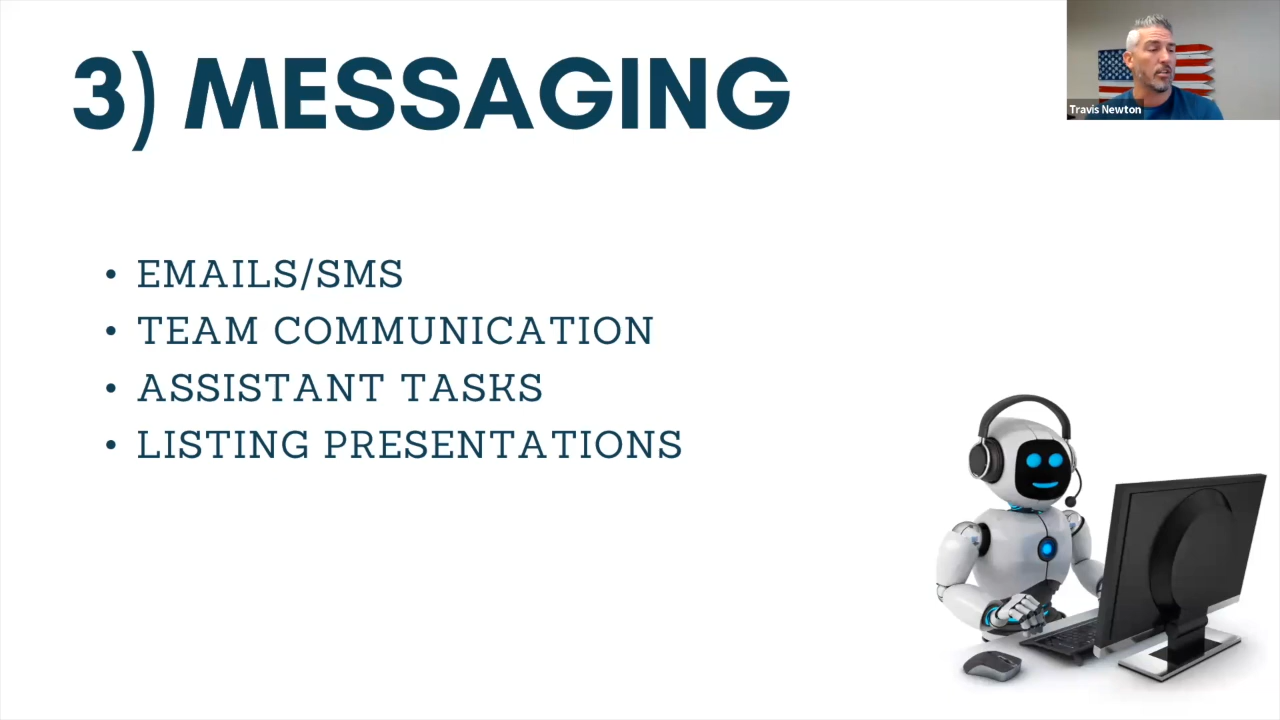 3) MESSAGING
Travis Newton
• EMAILS/SMS
• TEAM COMMUNICATION
• ASSISTANT TASKS
• LISTING PRESENTATIONS